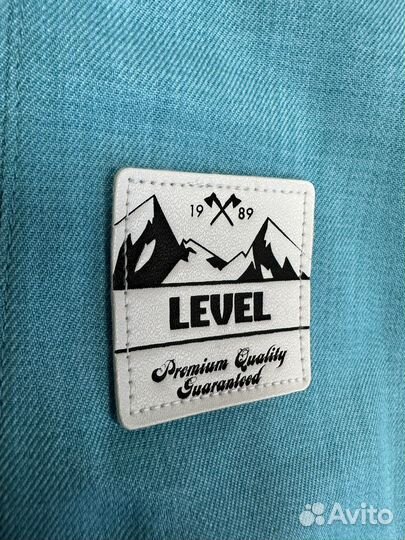 19 89
LEVEL
Premium Quality
Guaranteed
Avito